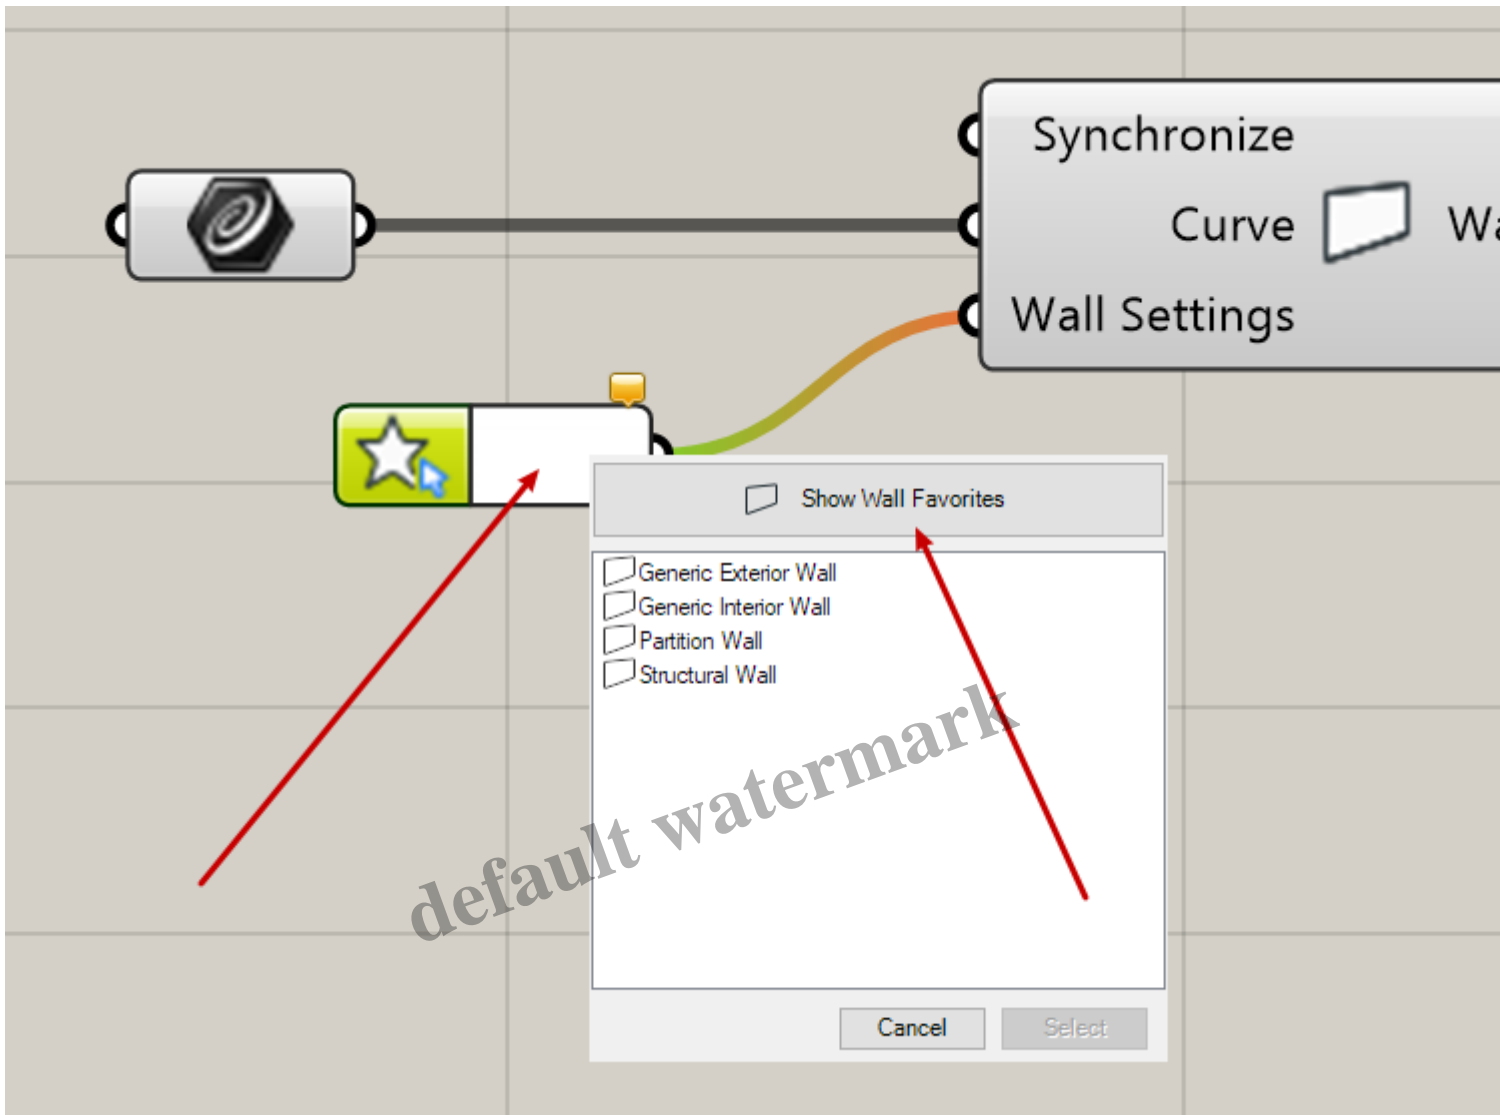 Synchronize
Curve
Wall Settings
Show Wall Favorites
Generic Exterior Wall
Generic Interior Wall
Partition Wall
Structural Wall
default watermark
Cancel
Select